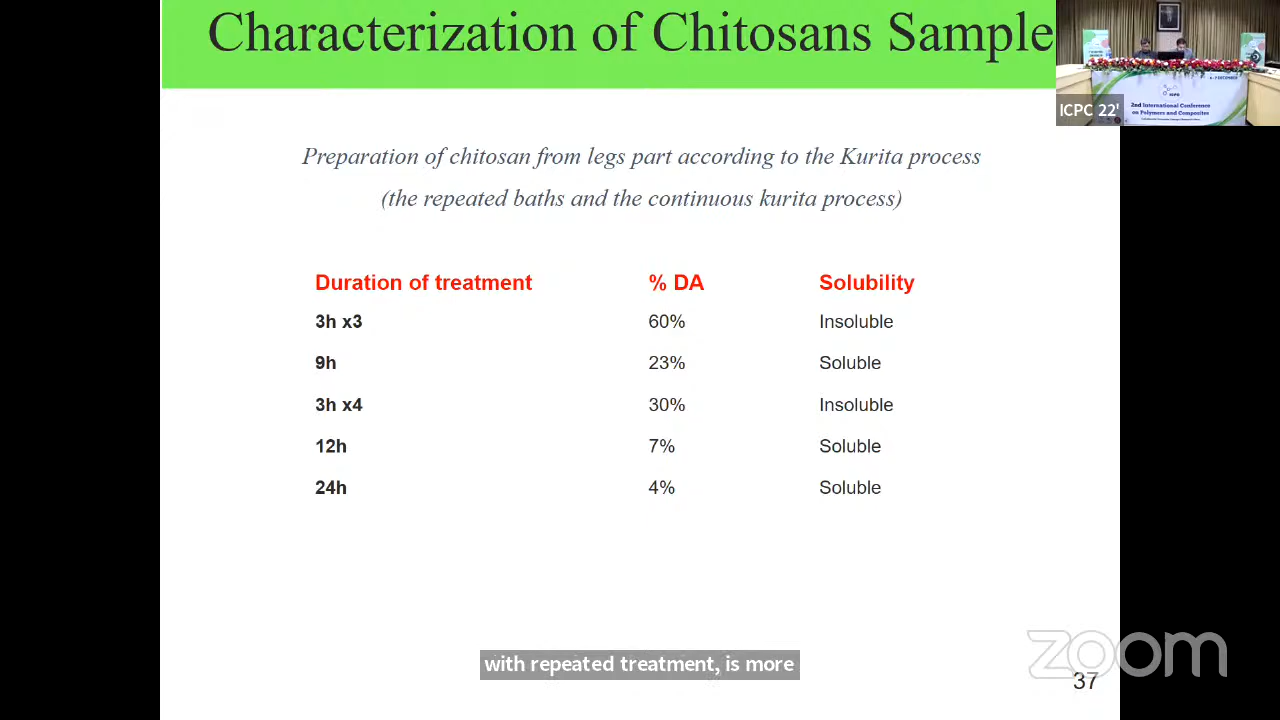 Characterization of Chitosans Sample
ICPC 22'
2nd International Conference
on Polymers and Composites
Preparation of chitosan from legs part according to the Kurita process
(the repeated baths and the continuous kurita process)
Duration of treatment % DA Solubility
3h x3 60% Insoluble
9h 23% Soluble
3h x4 30% Insoluble
12h 7% Soluble
24h 4% Soluble
with repeated treatment, is more
zoom
37